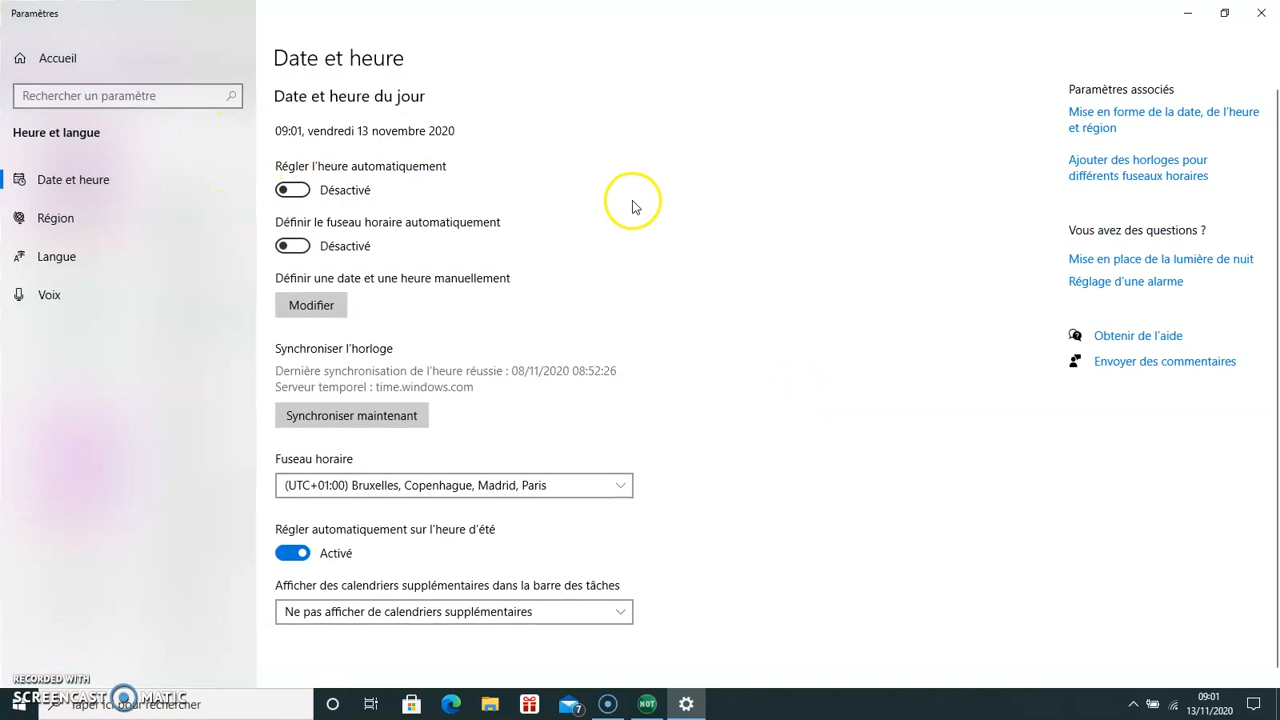 Paramètres
Accueil
Rechercher un paramètre
Heure et langue
Date et heure
Région
Langue
Voix
Date et heure
Date et heure du jour
09:01, vendredi 13 novembre 2020
Régler l'heure automatiquement
Désactivé
Définir le fuseau horaire automatiquement
Désactivé
Définir une date et une heure manuellement
Modifier
Synchroniser l'horloge
Dernière synchronisation de l'heure réussie : 08/11/2020 08:52:26
Serveur temporel : time.windows.com
Synchroniser maintenant
Fuseau horaire
(UTC+01:00) Bruxelles, Copenhague, Madrid, Paris
Régler automatiquement sur l'heure d'été
Activé
Afficher des calendriers supplémentaires dans la barre des tâches
Ne pas afficher de calendriers supplémentaires
Paramètres associés
Mise en forme de la date, de l'heure
et région
Ajouter des horloges pour
différents fuseaux horaires
Vous avez des questions ?
Mise en place de la lumière de nuit
Réglage d'une alarme
Obtenir de l'aide
Envoyer des commentaires
RECORDED WITH
SCREENCAST MATIC
Taper ici pour rechercher
7
NOT
09:01
13/11/2020